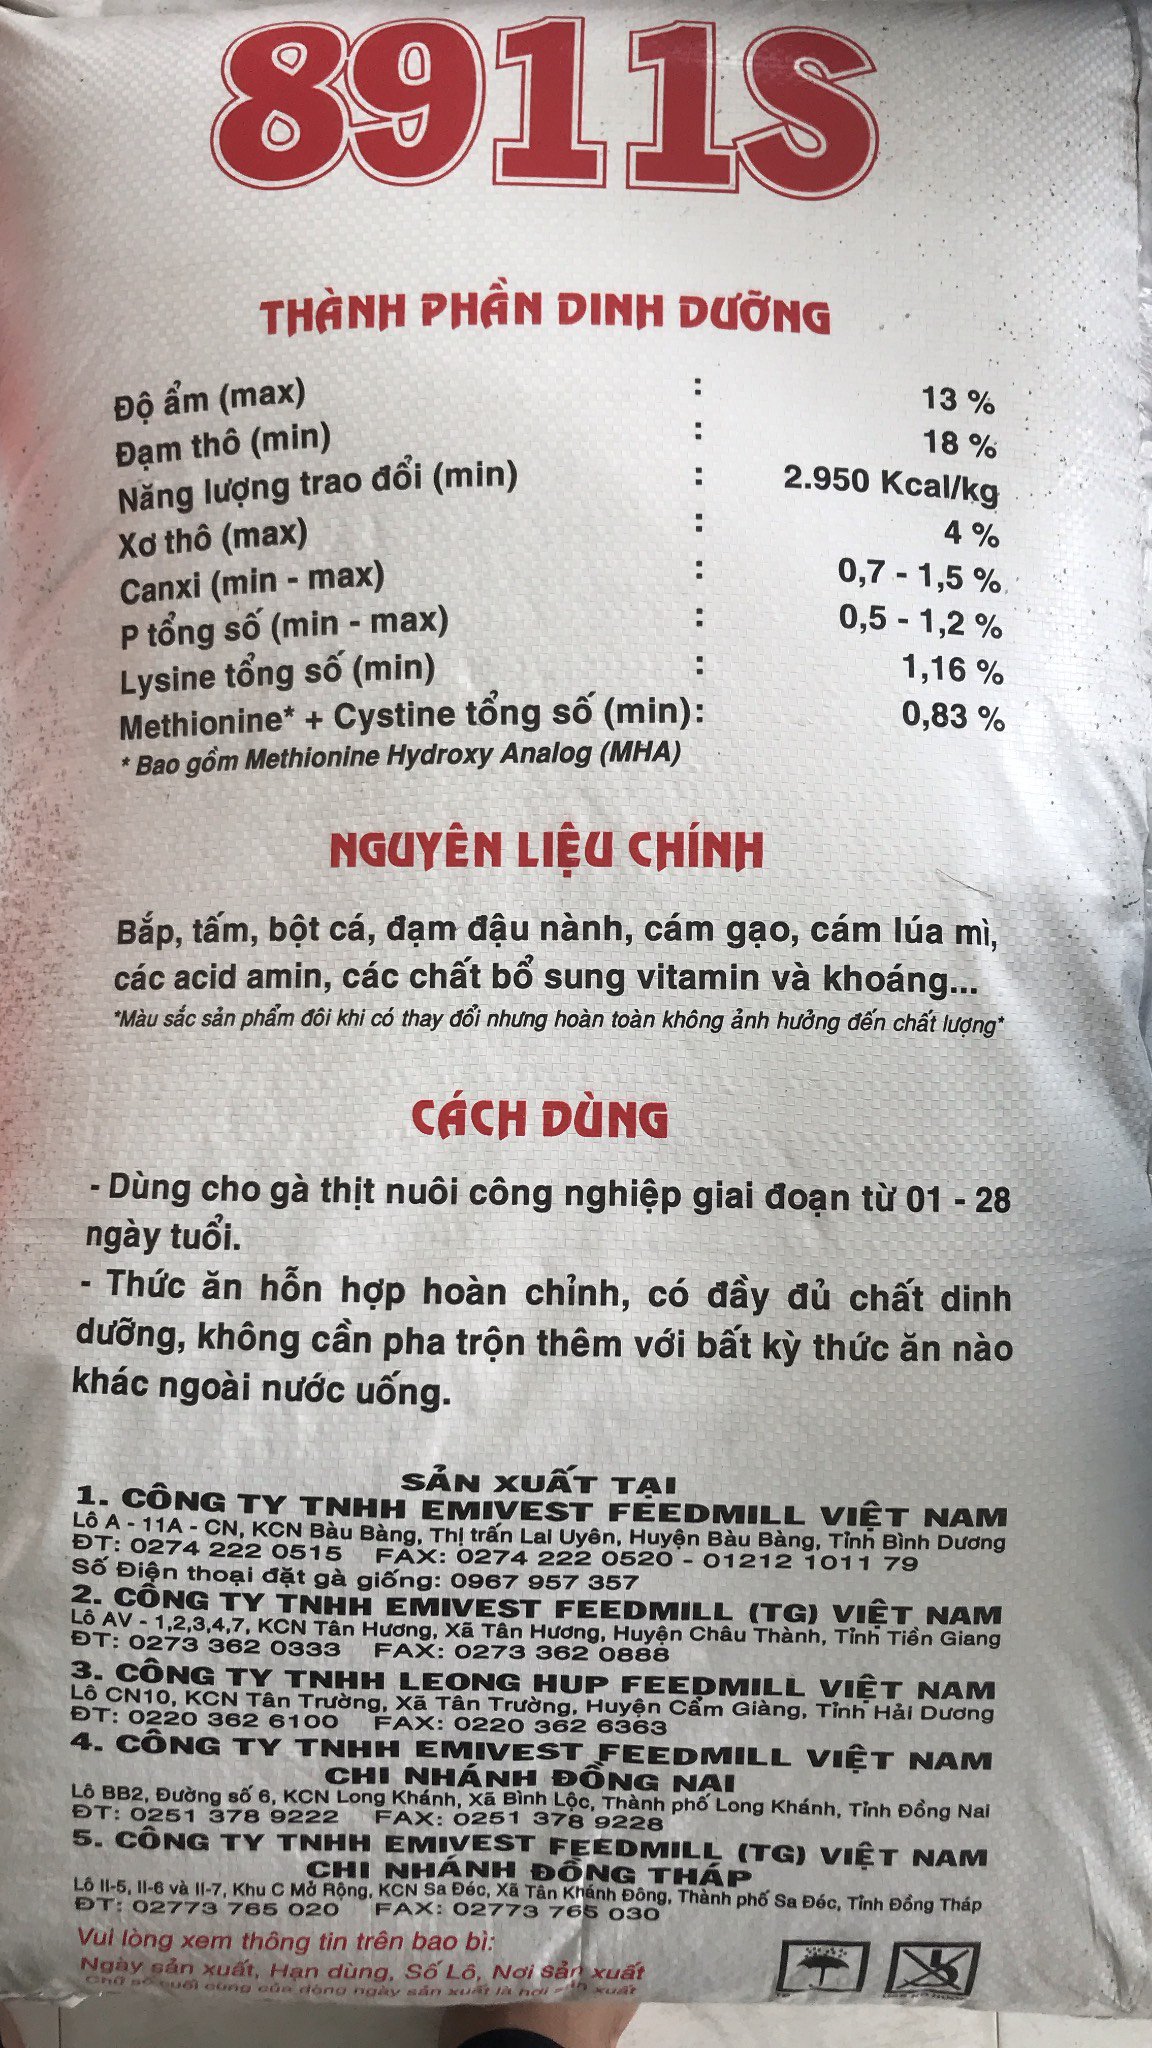 8911S
THÀNH PHẦN DINH DƯỠNG
Độ ẩm (max) : 13 %
Đạm thô (min) : 18 %
Năng lượng trao đổi (min) : 2.950 Kcal/kg
Xơ thô (max) : 4 %
Canxi (min - max) : 0,7 - 1,5 %
P tổng số (min - max) : 0,5 - 1,2 %
Lysine tổng số (min) : 1,16 %
Methionine* + Cystine tổng số (min): 0,83 %
* Bao gồm Methionine Hydroxy Analog (MHA)
NGUYÊN LIỆU CHÍNH
Bắp, tấm, bột cá, đạm đậu nành, cám gạo, cám lúa mì,
các acid amin, các chất bổ sung vitamin và khoáng...
*Màu sắc sản phẩm đôi khi có thay đổi nhưng hoàn toàn không ảnh hưởng đến chất lượng*
CÁCH DÙNG
- Dùng cho gà thịt nuôi công nghiệp giai đoạn từ 01 - 28
ngày tuổi.
- Thức ăn hỗn hợp hoàn chỉnh, có đầy đủ chất dinh
dưỡng, không cần pha trộn thêm với bất kỳ thức ăn nào
khác ngoài nước uống.
SẢN XUẤT TẠI
1. CÔNG TY TNHH EMIVEST FEEDMILL VIỆT NAM
Lô A - 11A - CN, KCN Bàu Bàng, Thị trấn Lai Uyên, Huyện Bàu Bàng, Tỉnh Bình Dương
ĐT: 0274 222 0515 FAX: 0274 222 0520 - 01212 1011 79
Số Điện thoại đặt gà giống: 0967 957 357
2. CÔNG TY TNHH EMIVEST FEEDMILL (TG) VIỆT NAM
Lô AV - 1,2,3,4,7, KCN Tân Hương, Xã Tân Hương, Huyện Châu Thành, Tỉnh Tiền Giang
ĐT: 0273 362 0333 FAX: 0273 362 0888
3. CÔNG TY TNHH LEONG HUP FEEDMILL VIỆT NAM
Lô CN10, KCN Tân Trường, Xã Tân Trường, Huyện Cẩm Giàng, Tỉnh Hải Dương
ĐT: 0220 362 6100 FAX: 0220 362 6363
4. CÔNG TY TNHH EMIVEST FEEDMILL VIỆT NAM
CHI NHÁNH ĐỒNG NAI
Lô BB2, Đường số 6, KCN Long Khánh, Xã Bình Lộc, Thành phố Long Khánh, Tỉnh Đồng Nai
ĐT: 0251 378 9222 FAX: 0251 378 9228
5. CÔNG TY TNHH EMIVEST FEEDMILL (TG) VIỆT NAM
CHI NHÁNH ĐỒNG THÁP
Lô II-5, II-6 và II-7, Khu C Mở Rộng, KCN Sa Đéc, Xã Tân Khánh Đông, Thành phố Sa Đéc, Tỉnh Đồng Tháp
ĐT: 02773 765 020 FAX: 02773 765 030
Vui lòng xem thông tin trên bao bì:
Ngày sản xuất, Hạn dùng, Số Lô, Nơi sản xuất
Chữ số cuối cùng của dòng ngày sản xuất là nơi sản xuất